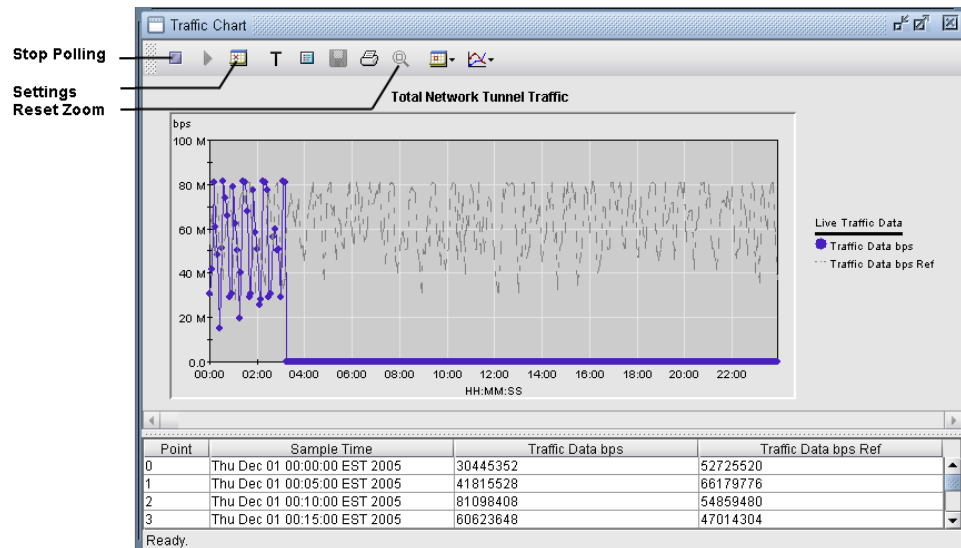 Traffic Chart
Stop Polling
T
Settings
Reset Zoom
Total Network Tunnel Traffic
bps
100 M
80 M
60 M
40 M
20 M
0.0
00:00 02:00 04:00 06:00 08:00 10:00 12:00 14:00 16:00 18:00 20:00 22:00
HH:MM:SS
Live Traffic Data
Traffic Data bps
Traffic Data bps Ref
Point Sample Time Traffic Data bps Traffic Data bps Ref
0 Thu Dec 01 00:00:00 EST 2005 30445352 52725520
1 Thu Dec 01 00:05:00 EST 2005 41815528 66179776
2 Thu Dec 01 00:10:00 EST 2005 81098408 54859480
3 Thu Dec 01 00:15:00 EST 2005 60623648 47014304
Ready.